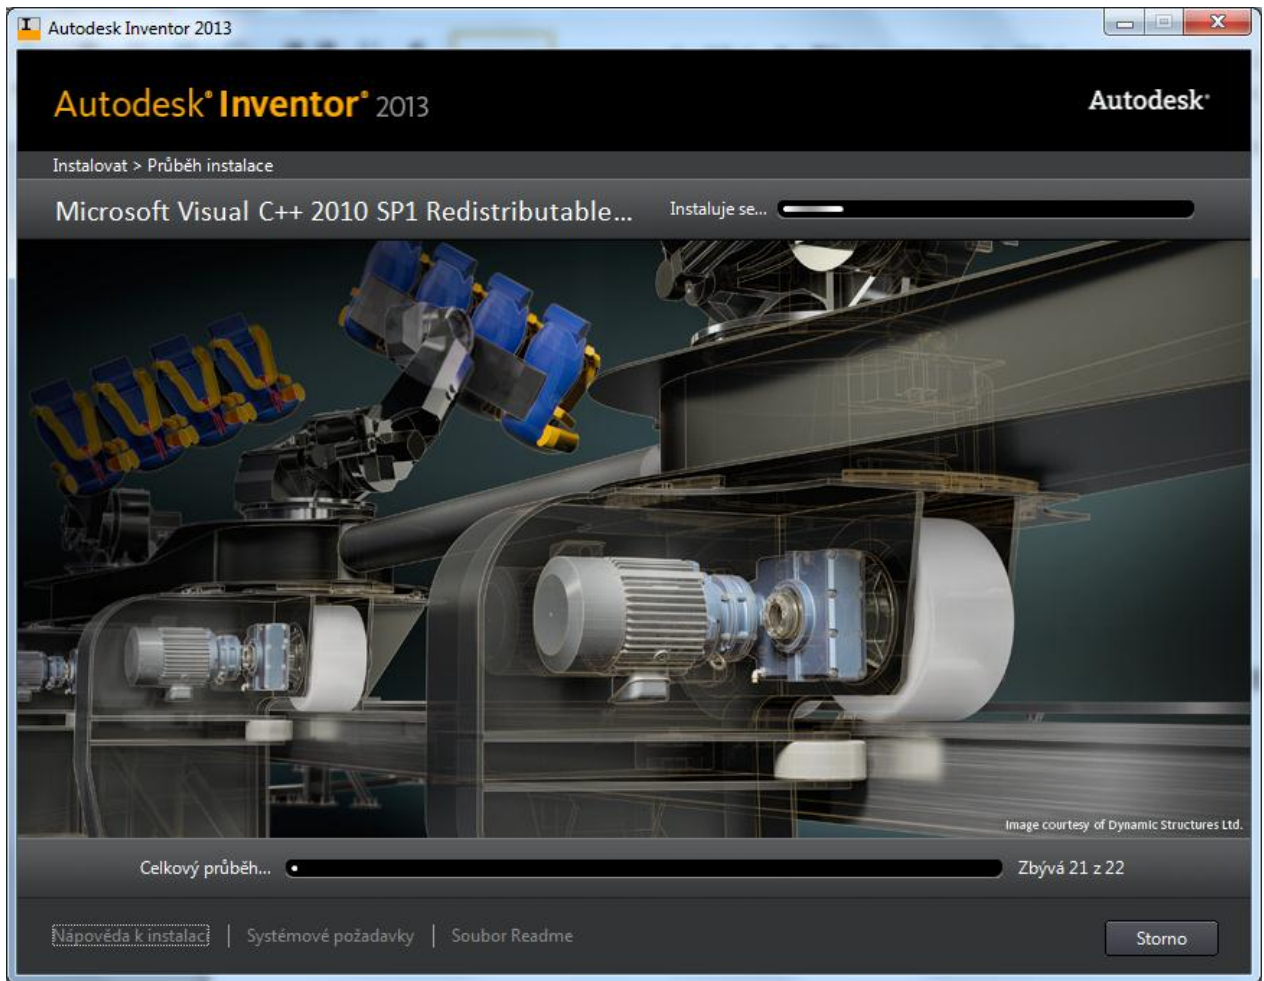 Autodesk Inventor 2013
Autodesk® Inventor® 2013
Autodesk®
Instalovat > Průběh instalace
Microsoft Visual C++ 2010 SP1 Redistributable...
Instaluje se...
Image courtesy of Dynamic Structures Ltd.
Celkový průběh...
Zbývá 21 z 22
Nápověda k instalaci | Systémové požadavky | Soubor Readme
Storno